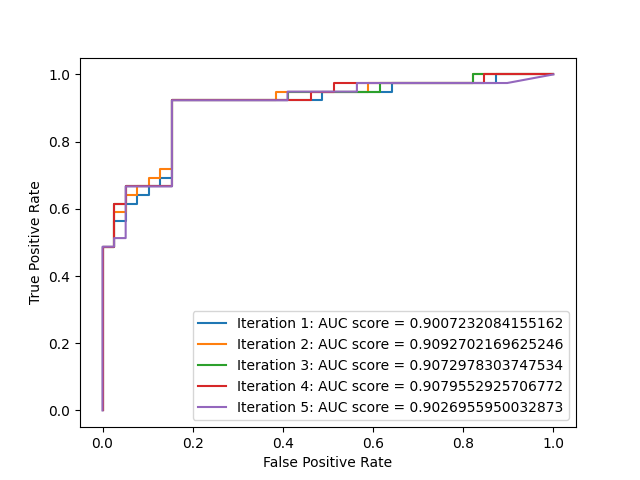 1.0
0.8
0.6
0.4
0.2
0.0
True Positive Rate
Iteration 1: AUC score = 0.9007232084155162
Iteration 2: AUC score = 0.9092702169625246
Iteration 3: AUC score = 0.9072978303747534
Iteration 4: AUC score = 0.9079552925706772
Iteration 5: AUC score = 0.9026955950032873
0.0 0.2 0.4 0.6 0.8 1.0
False Positive Rate